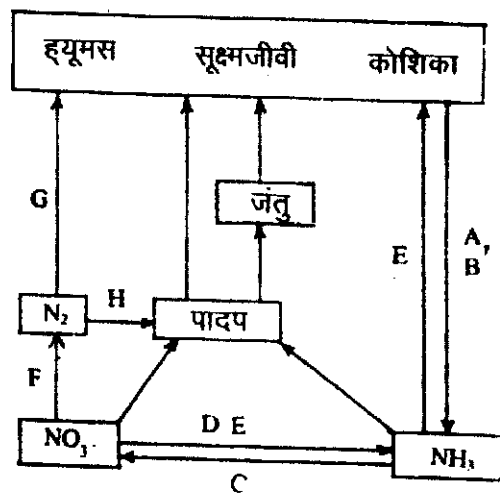 ह्यूमस सूक्ष्मजीवी कोशिका
जंतु
G
E
A,
B'
N₂
H
पादप
F
NO₃
D E
NH₃
C